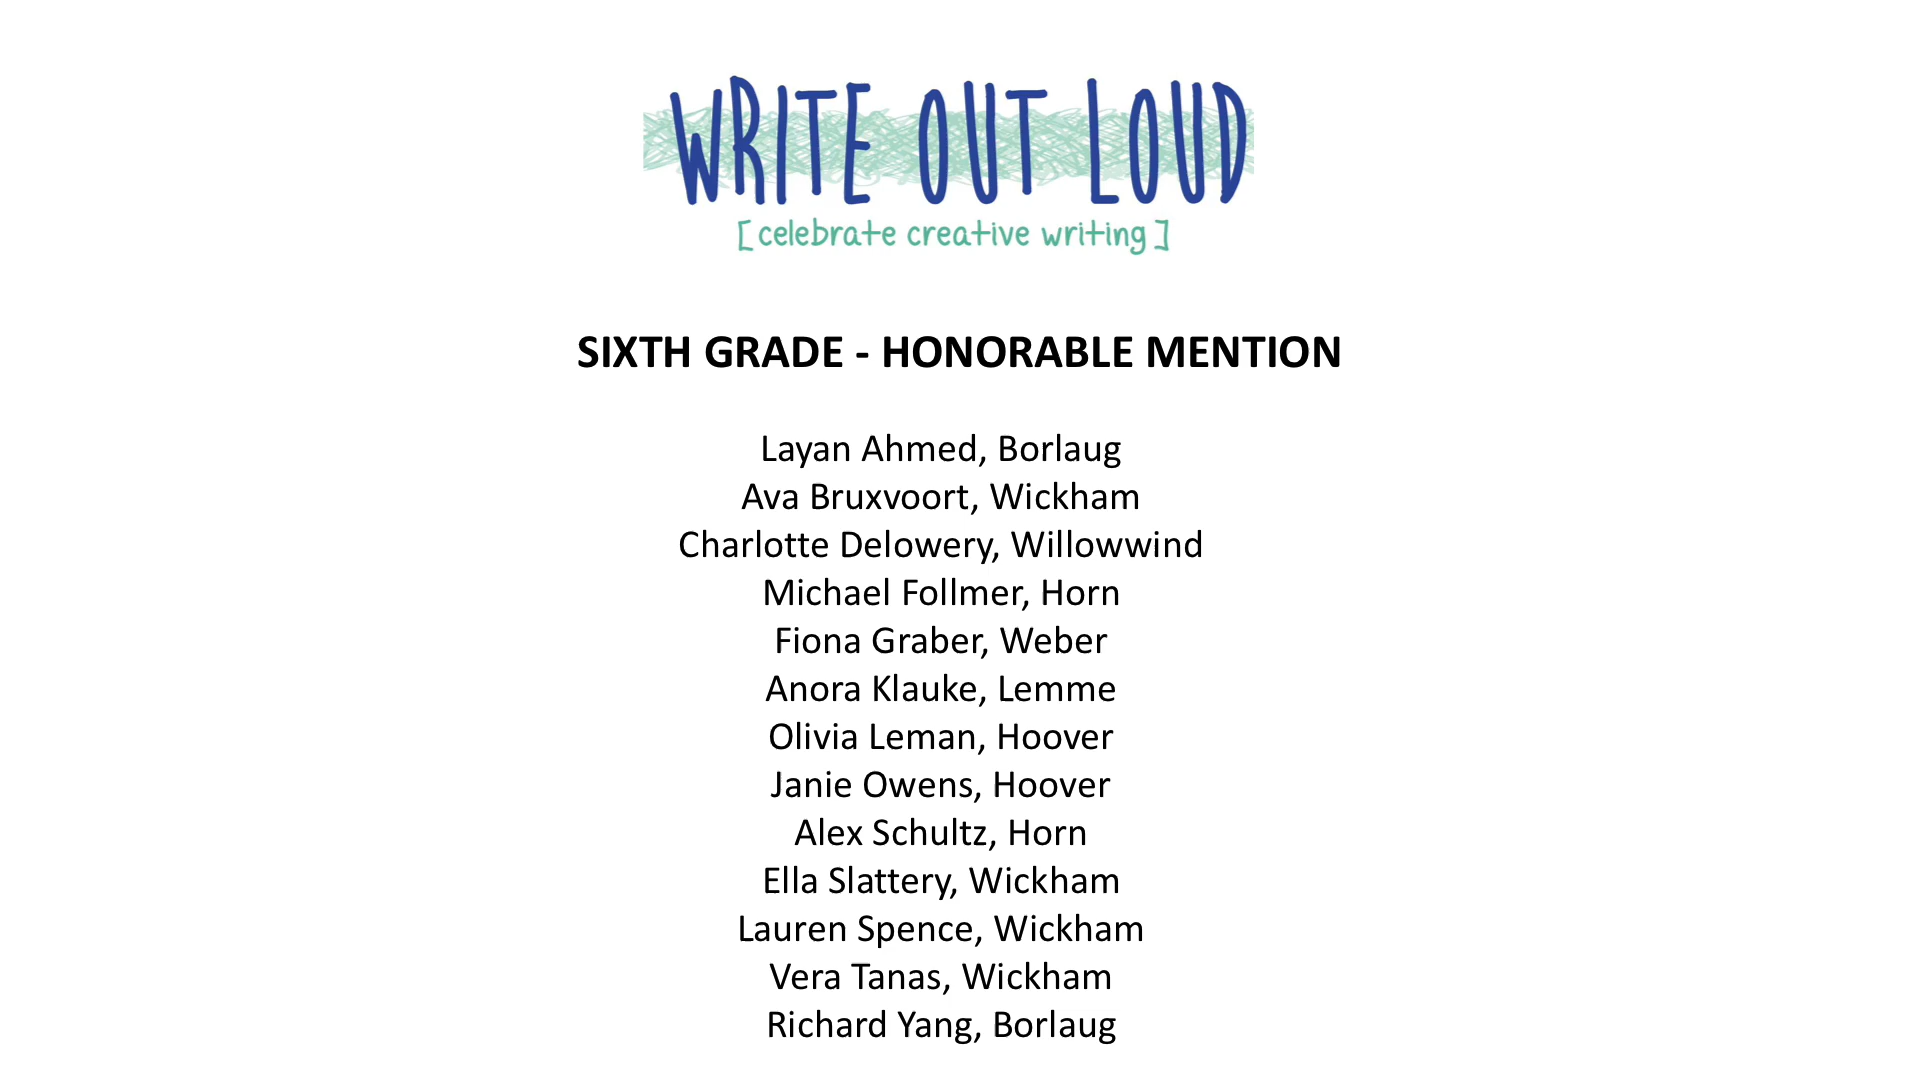 WRITE OUT LOUD
[celebrate creative writing]
SIXTH GRADE - HONORABLE MENTION
Layan Ahmed, Borlaug
Ava Bruxvoort, Wickham
Charlotte Delowery, Willowwind
Michael Follmer, Horn
Fiona Graber, Weber
Anora Klauke, Lemme
Olivia Leman, Hoover
Janie Owens, Hoover
Alex Schultz, Horn
Ella Slattery, Wickham
Lauren Spence, Wickham
Vera Tanas, Wickham
Richard Yang, Borlaug